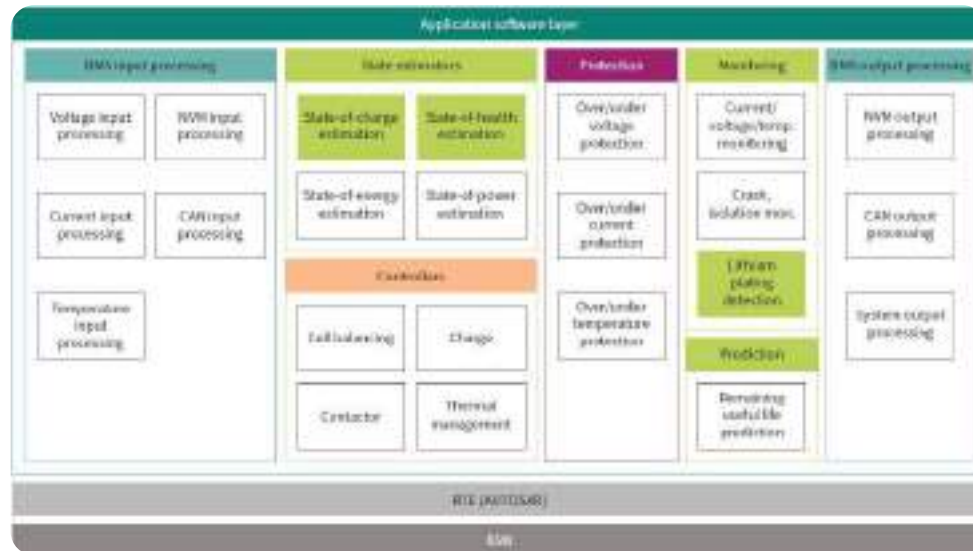 Application software layer
BMS input processing
Voltage input
processing
NVM input
processing
Current input
processing
CAN input
processing
Temperature
input
processing
State estimators
State-of-charge
estimation
State-of-health
estimation
State-of-energy
estimation
State-of-power
estimation
Controllers
Cell balancing
Charge
Contactor
Thermal
management
Protection
Over/under
voltage
protection
Over/under
current
protection
Over/under
temperature
protection
Monitoring
Current/
voltage/temp.
monitoring
Crash,
isolation mon.
Lithium
plating
detection
Prediction
Remaining
useful life
prediction
BMS output processing
NVM output
processing
CAN output
processing
System output
processing
RTE (AUTOSAR)
BSW